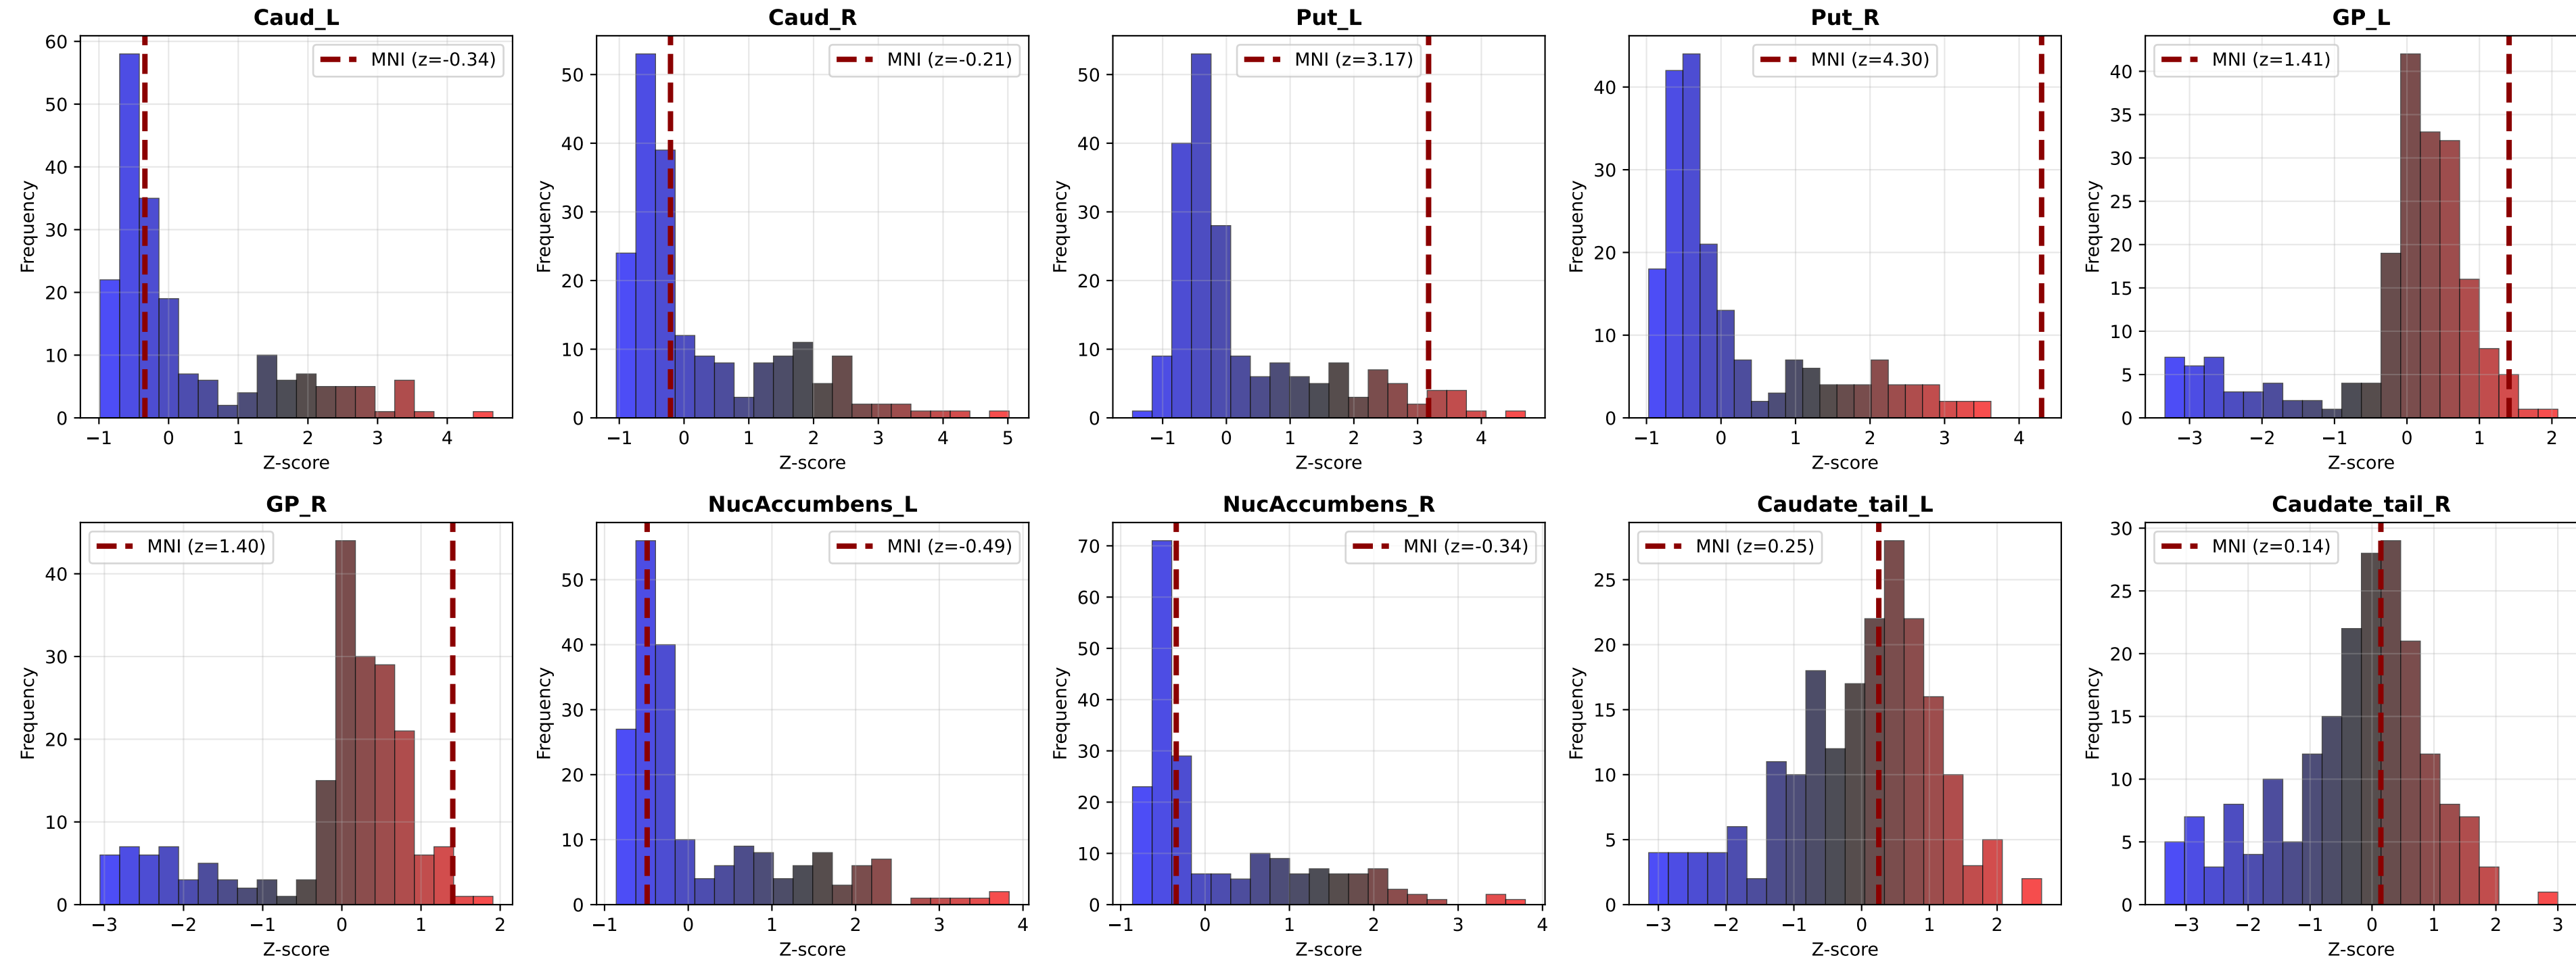 Caud_L
MNI (z=-0.34)
Frequency
0
10
20
30
40
50
60
−1 0 1 2 3 4
Z-score
Caud_R
MNI (z=-0.21)
Frequency
0
10
20
30
40
50
−1 0 1 2 3 4 5
Z-score
Put_L
MNI (z=3.17)
Frequency
0
10
20
30
40
50
−1 0 1 2 3 4
Z-score
Put_R
MNI (z=4.30)
Frequency
0
10
20
30
40
−1 0 1 2 3 4
Z-score
GP_L
MNI (z=1.41)
Frequency
0
5
10
15
20
25
30
35
40
−3 −2 −1 0 1 2
Z-score
GP_R
MNI (z=1.40)
Frequency
0
10
20
30
40
−3 −2 −1 0 1 2
Z-score
NucAccumbens_L
MNI (z=-0.49)
Frequency
0
10
20
30
40
50
−1 0 1 2 3 4
Z-score
NucAccumbens_R
MNI (z=-0.34)
Frequency
0
10
20
30
40
50
60
70
−1 0 1 2 3 4
Z-score
Caudate_tail_L
MNI (z=0.25)
Frequency
0
5
10
15
20
25
−3 −2 −1 0 1 2
Z-score
Caudate_tail_R
MNI (z=0.14)
Frequency
0
5
10
15
20
25
30
−3 −2 −1 0 1 2 3
Z-score